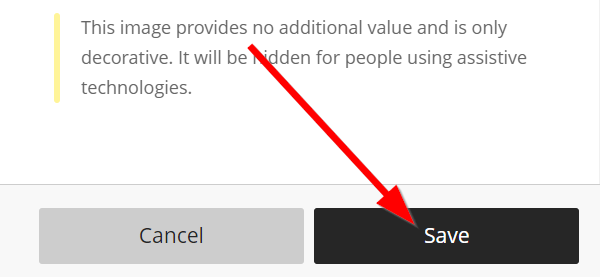 This image provides no additional value and is only
decorative. It will be hidden for people using assistive
technologies.
Cancel
Save